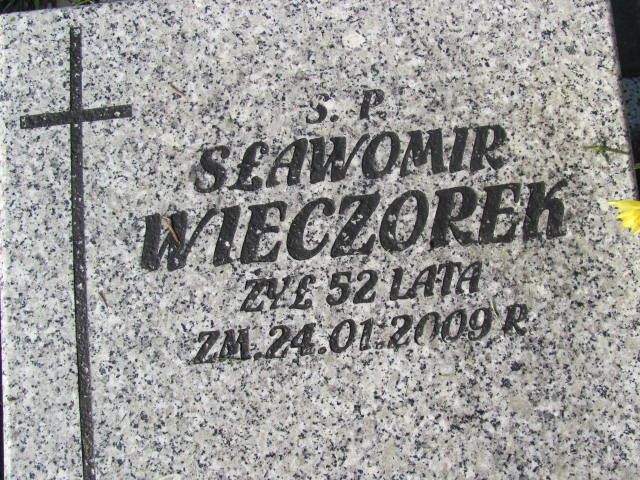 Ś. P.
SŁAWOMIR
WIECZOREK
ŻYŁ 52 LATA
ZM. 24.01.2009 R